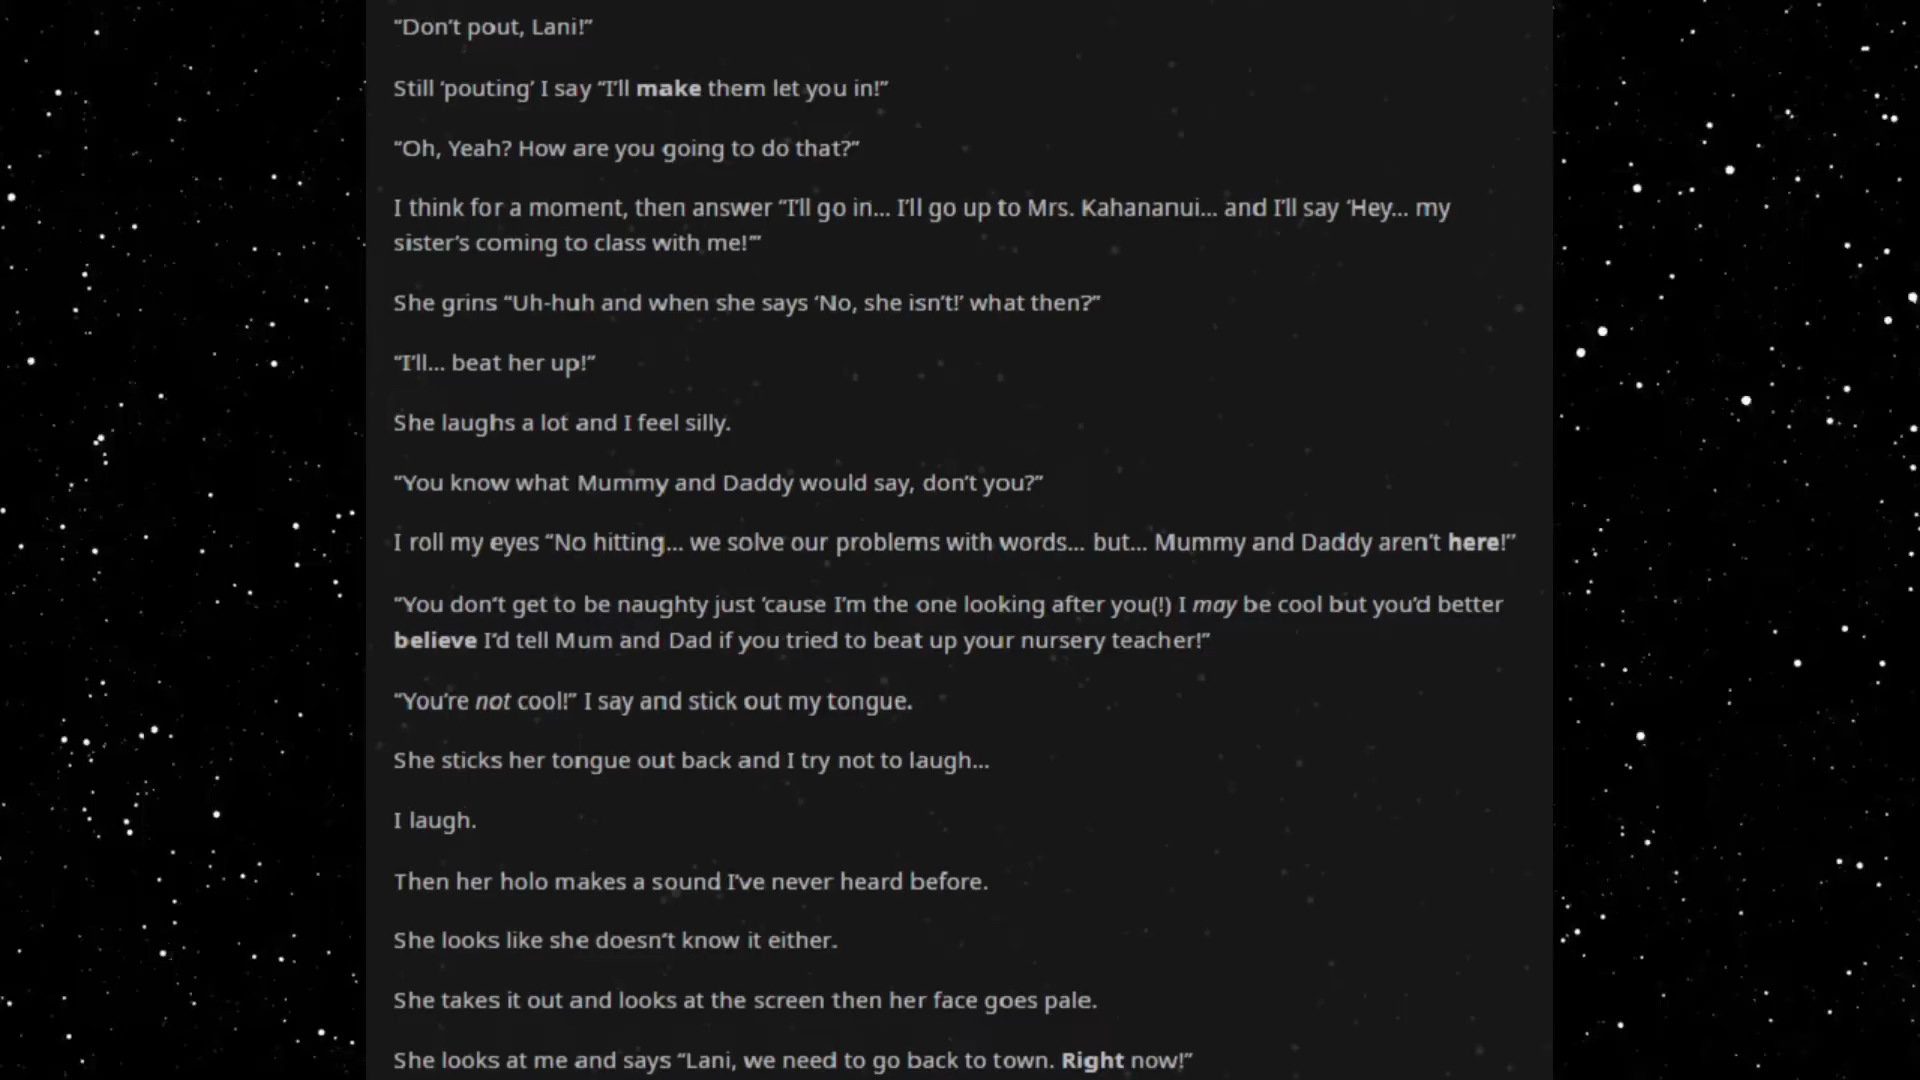 “Don’t pout, Lani!”
Still ‘pouting’ I say “I’ll make them let you in!”
“Oh, Yeah? How are you going to do that?”
I think for a moment, then answer “I’ll go in... I’ll go up to Mrs. Kahananui... and I’ll say ‘Hey... my
sister’s coming to class with me!’”
She grins “Uh-huh and when she says ‘No, she isn’t!’ what then?”
“I’ll... beat her up!”
She laughs a lot and I feel silly.
“You know what Mummy and Daddy would say, don’t you?”
I roll my eyes “No hitting... we solve our problems with words... but... Mummy and Daddy aren’t here!”
“You don’t get to be naughty just ’cause I’m the one looking after you(!) I may be cool but you’d better
believe I’d tell Mum and Dad if you tried to beat up your nursery teacher!”
“You’re not cool!” I say and stick out my tongue.
She sticks her tongue out back and I try not to laugh...
I laugh.
Then her holo makes a sound I’ve never heard before.
She looks like she doesn’t know it either.
She takes it out and looks at the screen then her face goes pale.
She looks at me and says “Lani, we need to go back to town. Right now!”